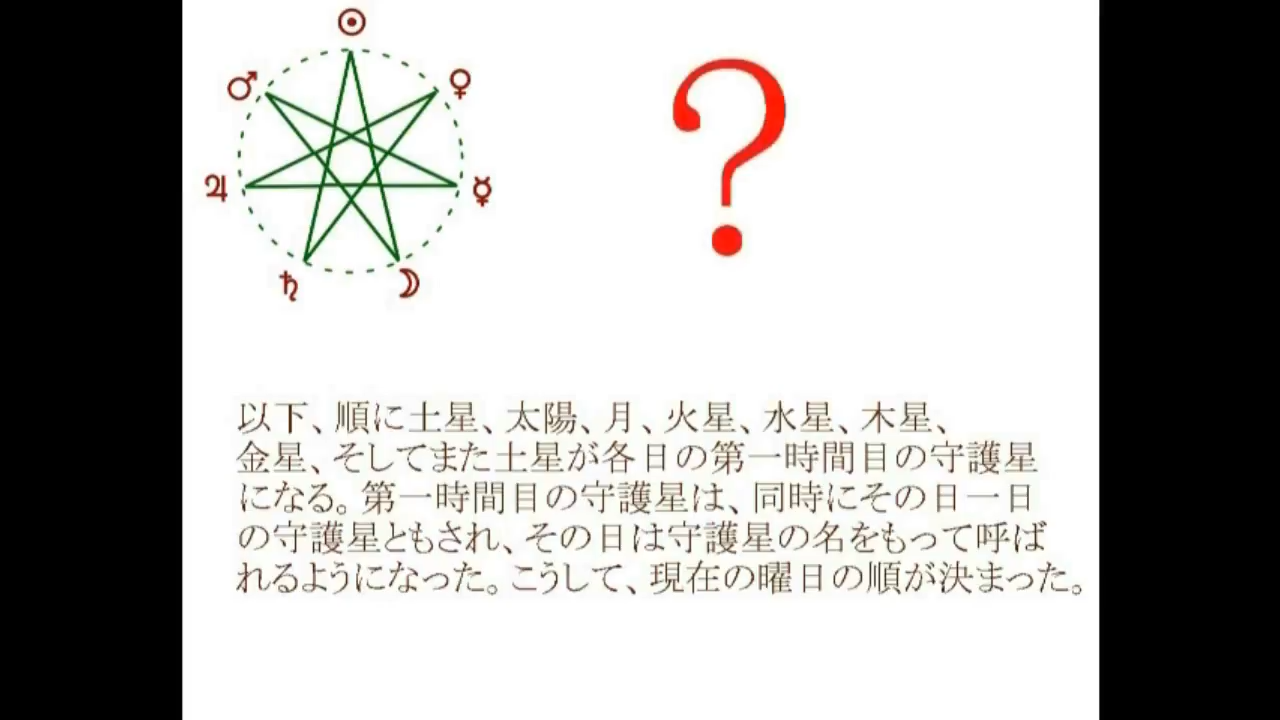 ☉
♂ ♀
♃ ☿
♄ ☽
?
以下、順に土星、太陽、月、火星、水星、木星、
金星、そしてまた土星が各日の第一時間目の守護星
になる。第一時間目の守護星は、同時にその日一日
の守護星ともされ、その日は守護星の名をもって呼ば
れるようになった。こうして、現在の曜日の順が決まった。